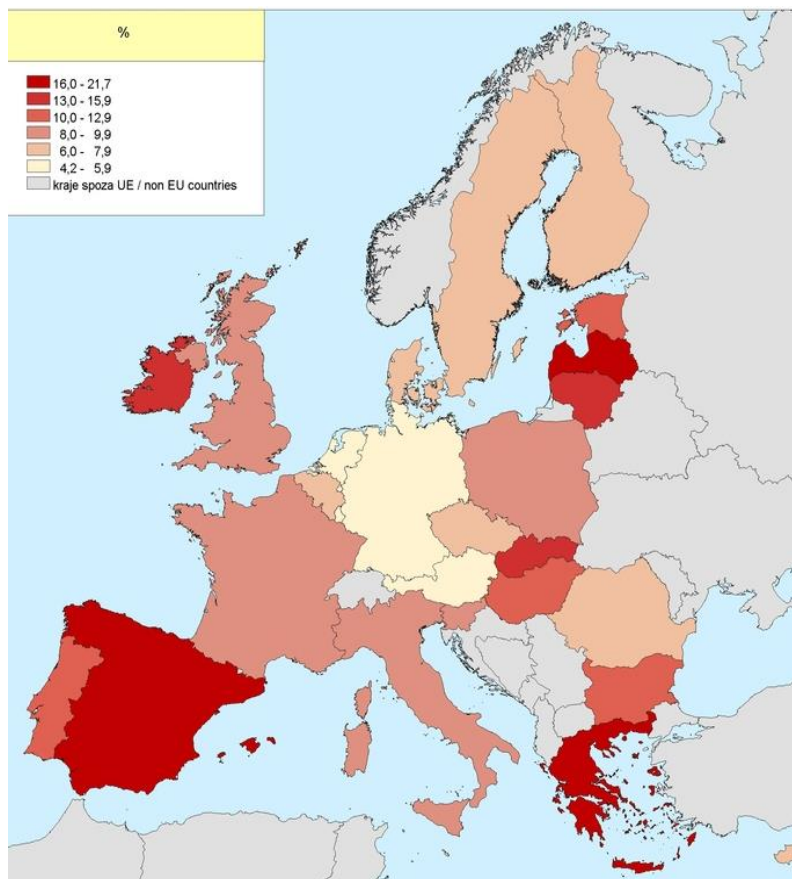 %
16,0 - 21,7
13,0 - 15,9
10,0 - 12,9
8,0 - 9,9
6,0 - 7,9
4,2 - 5,9
kraje spoza UE / non EU countries